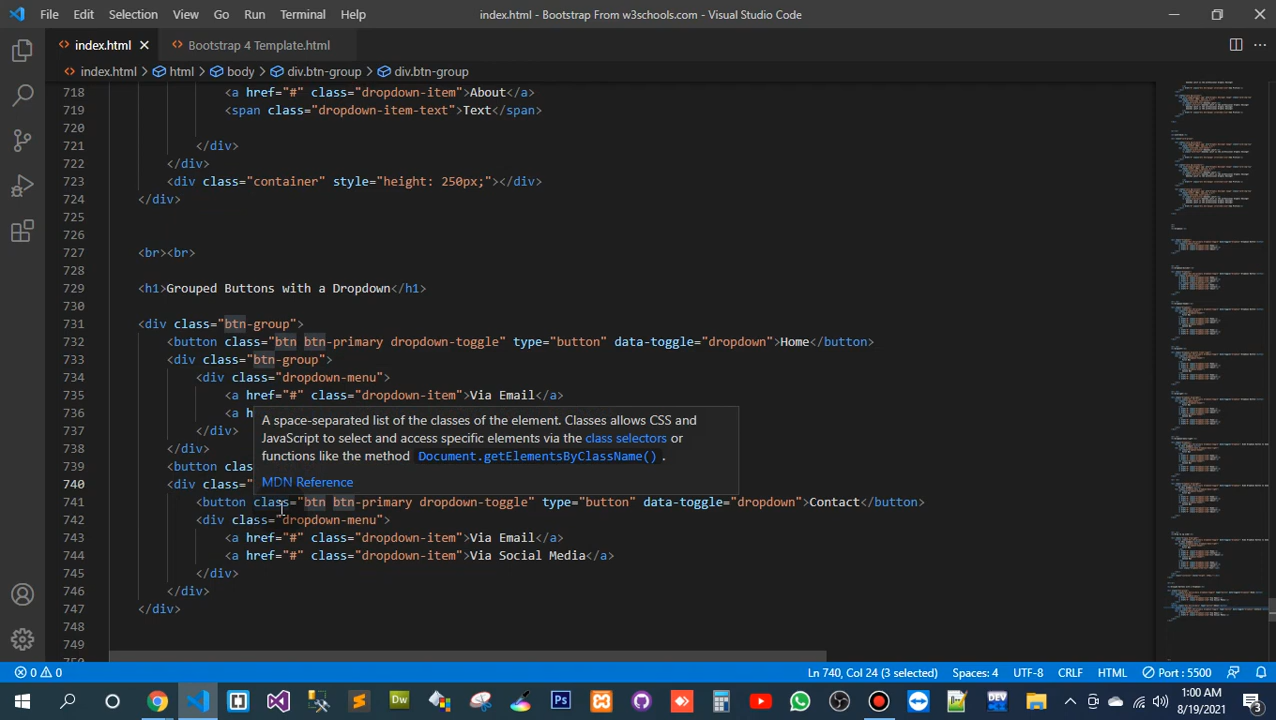 File Edit Selection View Go Run Terminal Help index.html - Bootstrap From w3schools.com - Visual Studio Code
index.html Bootstrap 4 Template.html
index.html > html > body > div.btn-group > div.btn-group
718 <a href="#" class="dropdown-item">About</a>
719 <span class="dropdown-item-text">Text</span>
720
721 </div>
722 </div>
723 <div class="container" style="height: 250px;"></div>
724 </div>
725
726
727 <br><br>
728
729 <h1>Grouped Buttons with a Dropdown</h1>
730
731 <div class="btn-group">
732 <button class="btn btn-primary dropdown-toggle" type="button" data-toggle="dropdown">Home</button>
733 <div class="btn-group">
734 <div class="dropdown-menu">
735 <a href="#" class="dropdown-item">Via Email</a>
736 <a h
737 </div>
738 </div>
739 <button clas
740 <div class="
A space-separated list of the classes of the element. Classes allows CSS and
JavaScript to select and access specific elements via the class selectors or
functions like the method Document.getElementsByClassName().
MDN Reference
741 <button class="btn btn-primary dropdown-toggle" type="button" data-toggle="dropdown">Contact</button>
742 <div class="dropdown-menu">
743 <a href="#" class="dropdown-item">Via Email</a>
744 <a href="#" class="dropdown-item">Via Social Media</a>
745 </div>
746 </div>
747 </div>
748
749
750
0 0 Ln 740, Col 24 (3 selected) Spaces: 4 UTF-8 CRLF HTML Port : 5500
1:00 AM
8/19/2021
3